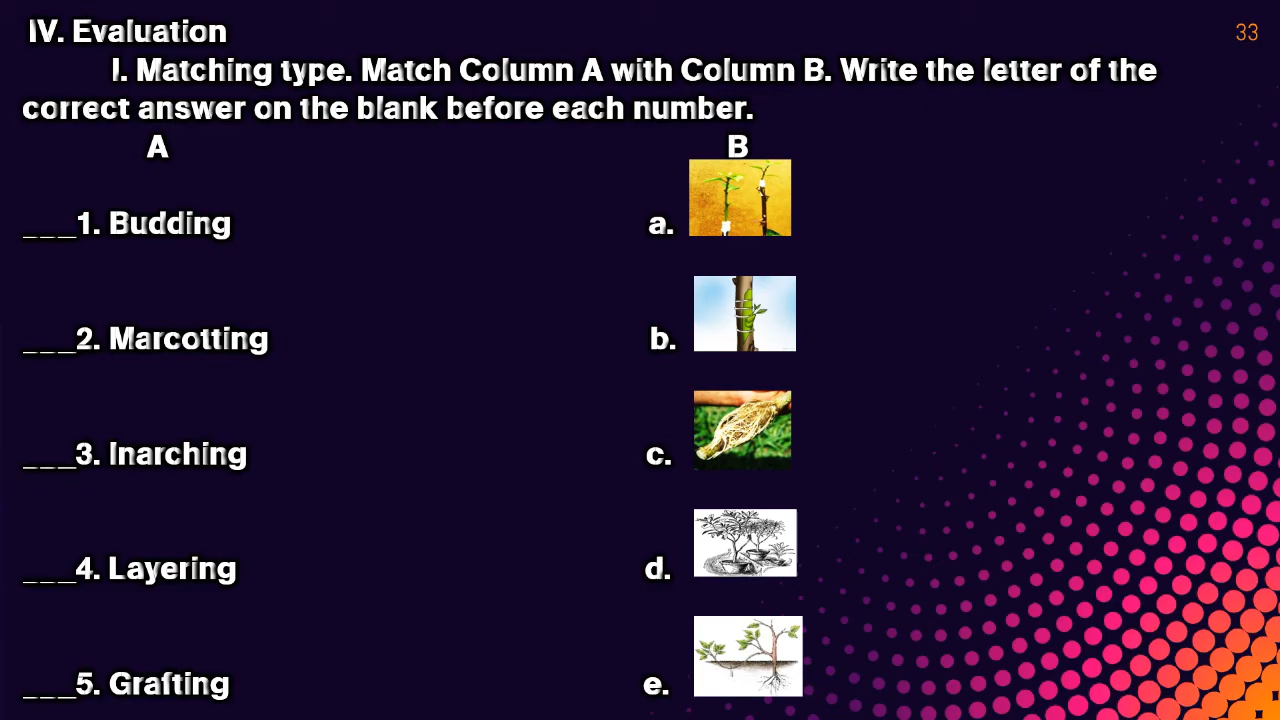 IV. Evaluation
33
I. Matching type. Match Column A with Column B. Write the letter of the
correct answer on the blank before each number.
A B
___1. Budding a.
___2. Marcotting b.
___3. Inarching c.
___4. Layering d.
___5. Grafting e.